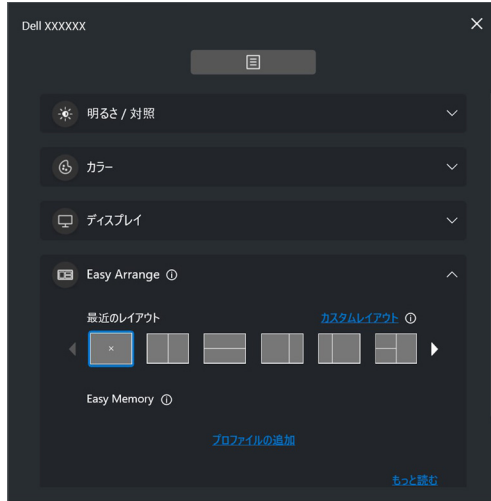 Dell XXXXXX
明るさ / 対照
カラー
ディスプレイ
Easy Arrange
最近のレイアウト
カスタムレイアウト
Easy Memory
プロファイルの追加
もっと読む